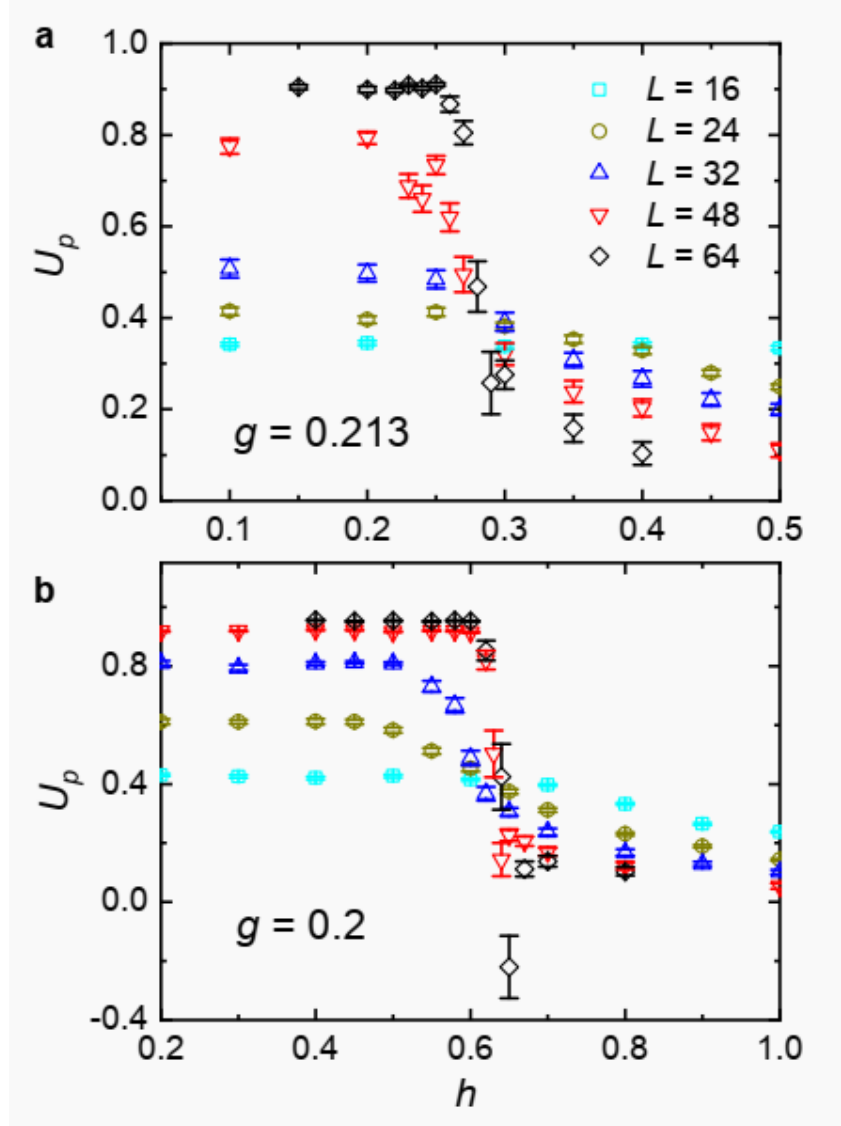 a
1.0
0.8
0.6
0.4
0.2
0.0
U_p
L = 16
L = 24
L = 32
L = 48
L = 64
g = 0.213
0.1 0.2 0.3 0.4 0.5
b
0.8
0.4
0.0
-0.4
U_p
g = 0.2
0.2 0.4 0.6 0.8 1.0
h